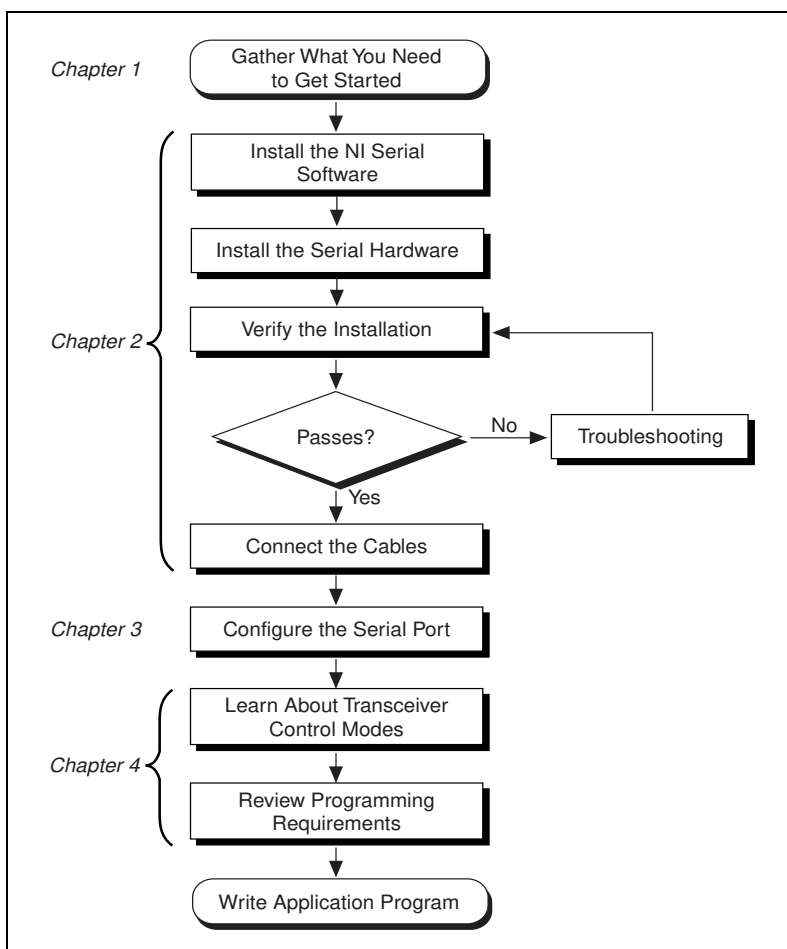 Chapter 1
Gather What You Need
to Get Started
Install the NI Serial
Software
Install the Serial Hardware
Chapter 2
Verify the Installation
Passes?
No
Troubleshooting
Yes
Connect the Cables
Chapter 3
Configure the Serial Port
Chapter 4
Learn About Transceiver
Control Modes
Review Programming
Requirements
Write Application Program